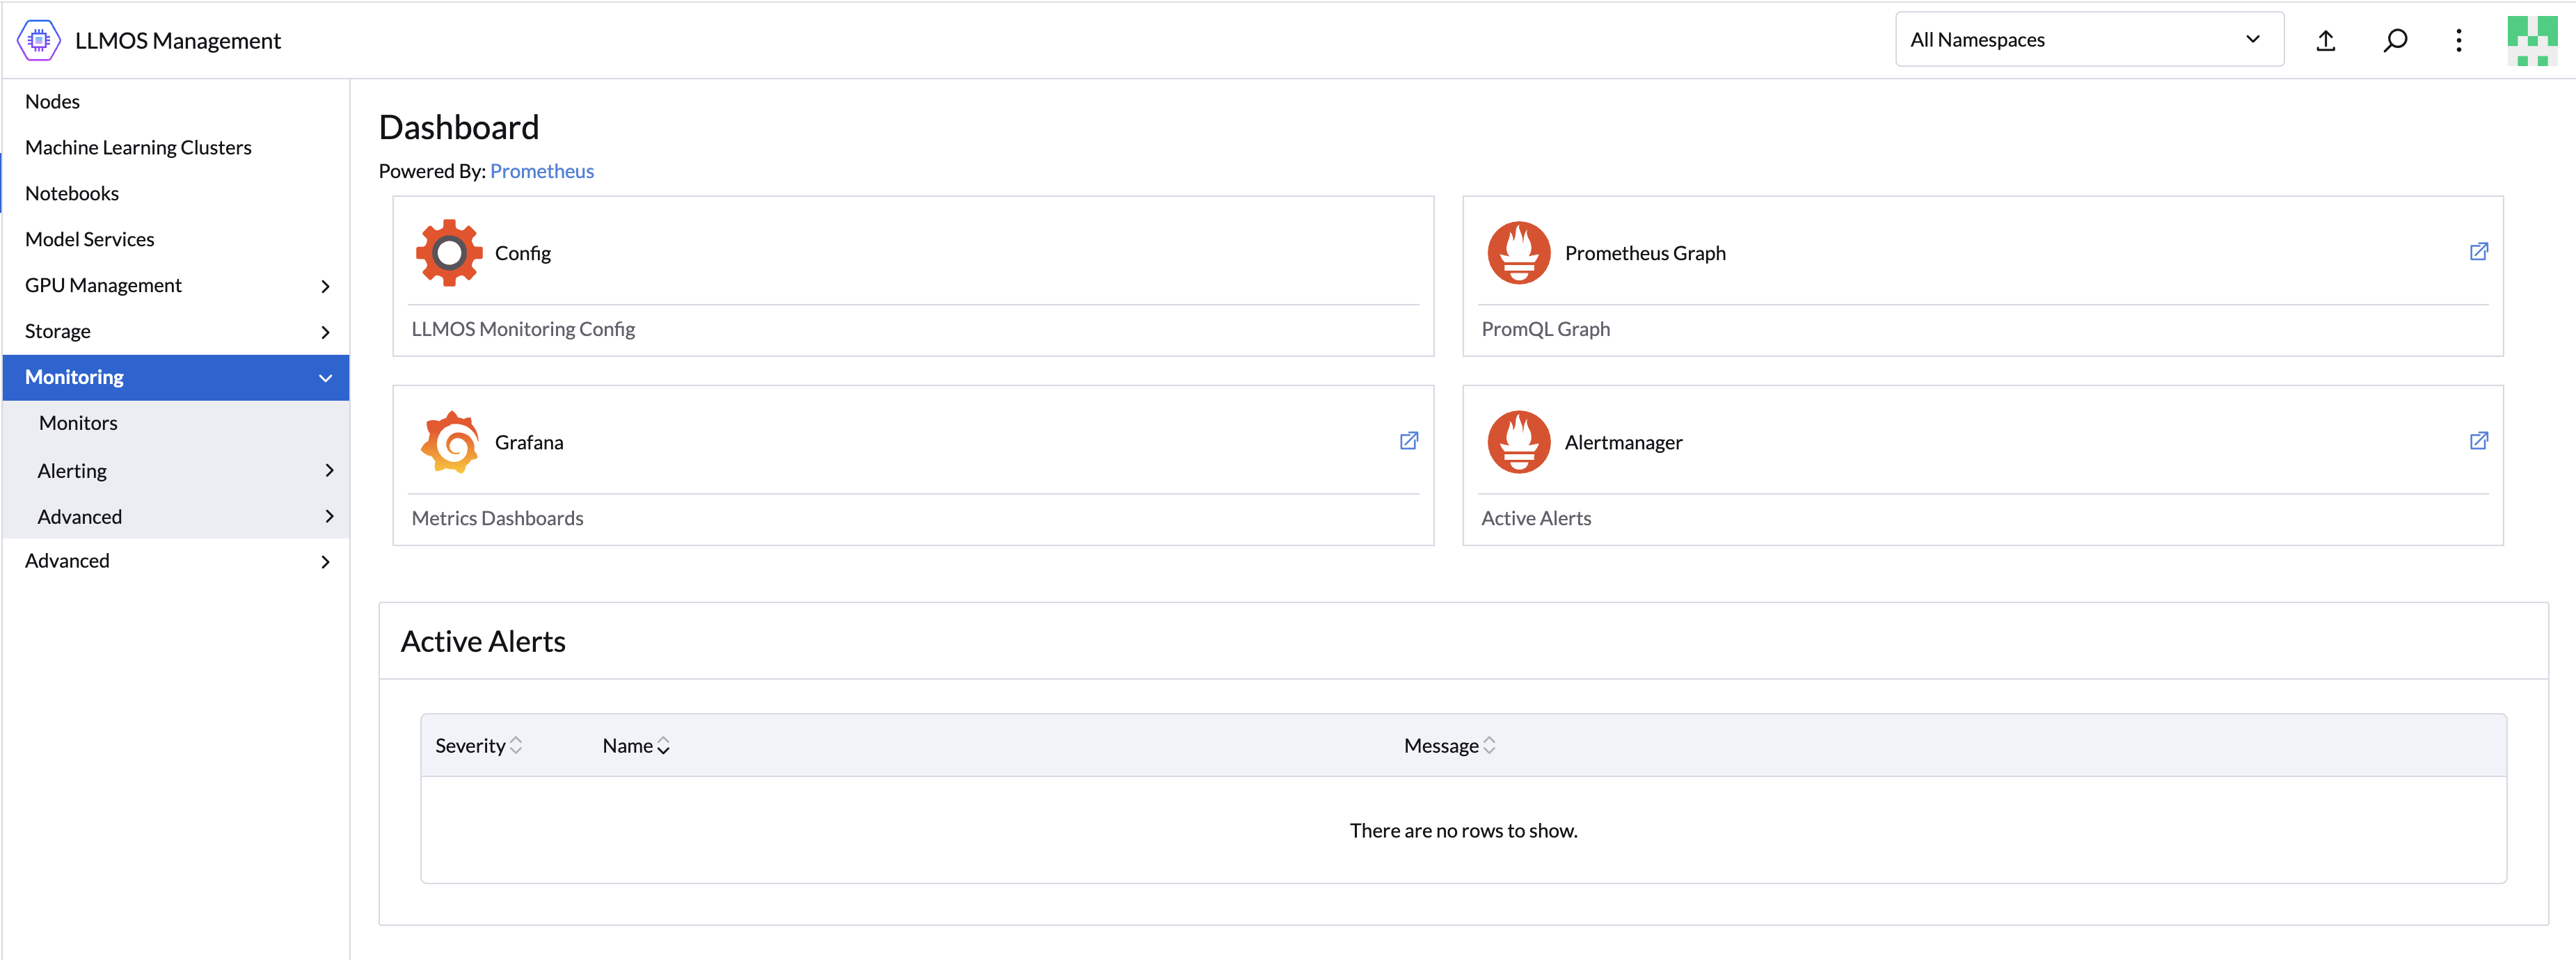 LLMOS Management
All Namespaces
Nodes
Machine Learning Clusters
Notebooks
Model Services
GPU Management
Storage
Monitoring
Monitors
Alerting
Advanced
Advanced
Dashboard
Powered By: Prometheus
Config
LLMOS Monitoring Config
Prometheus Graph
PromQL Graph
Grafana
Metrics Dashboards
Alertmanager
Active Alerts
Active Alerts
Severity Name Message
There are no rows to show.